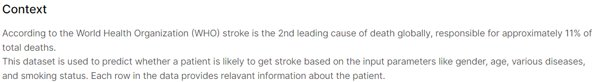 Context
According to the World Health Organization (WHO) stroke is the 2nd leading cause of death globally, responsible for approximately 11% of
total deaths.
This dataset is used to predict whether a patient is likely to get stroke based on the input parameters like gender, age, various diseases,
and smoking status. Each row in the data provides relavant information about the patient.